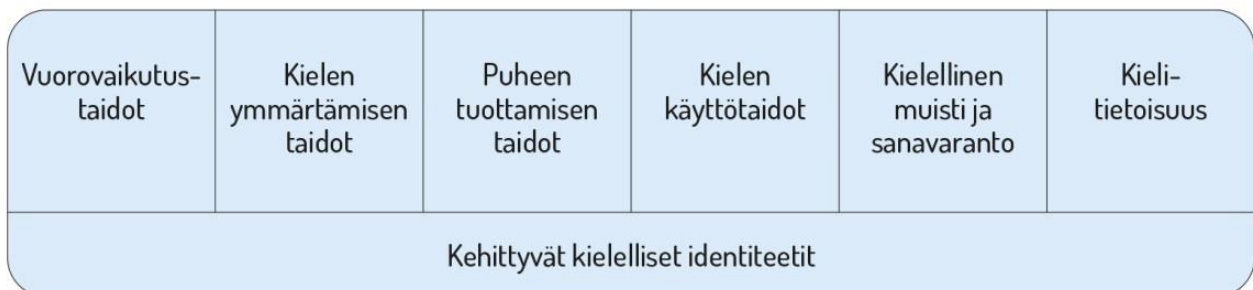 Vuorovaikutus-
taidot
Kielen
ymmärtämisen
taidot
Puheen
tuottamisen
taidot
Kielen
käyttötaidot
Kielellinen
muisti ja
sanavaranto
Kieli-
tietoisuus
Kehittyvät kielelliset identiteetit